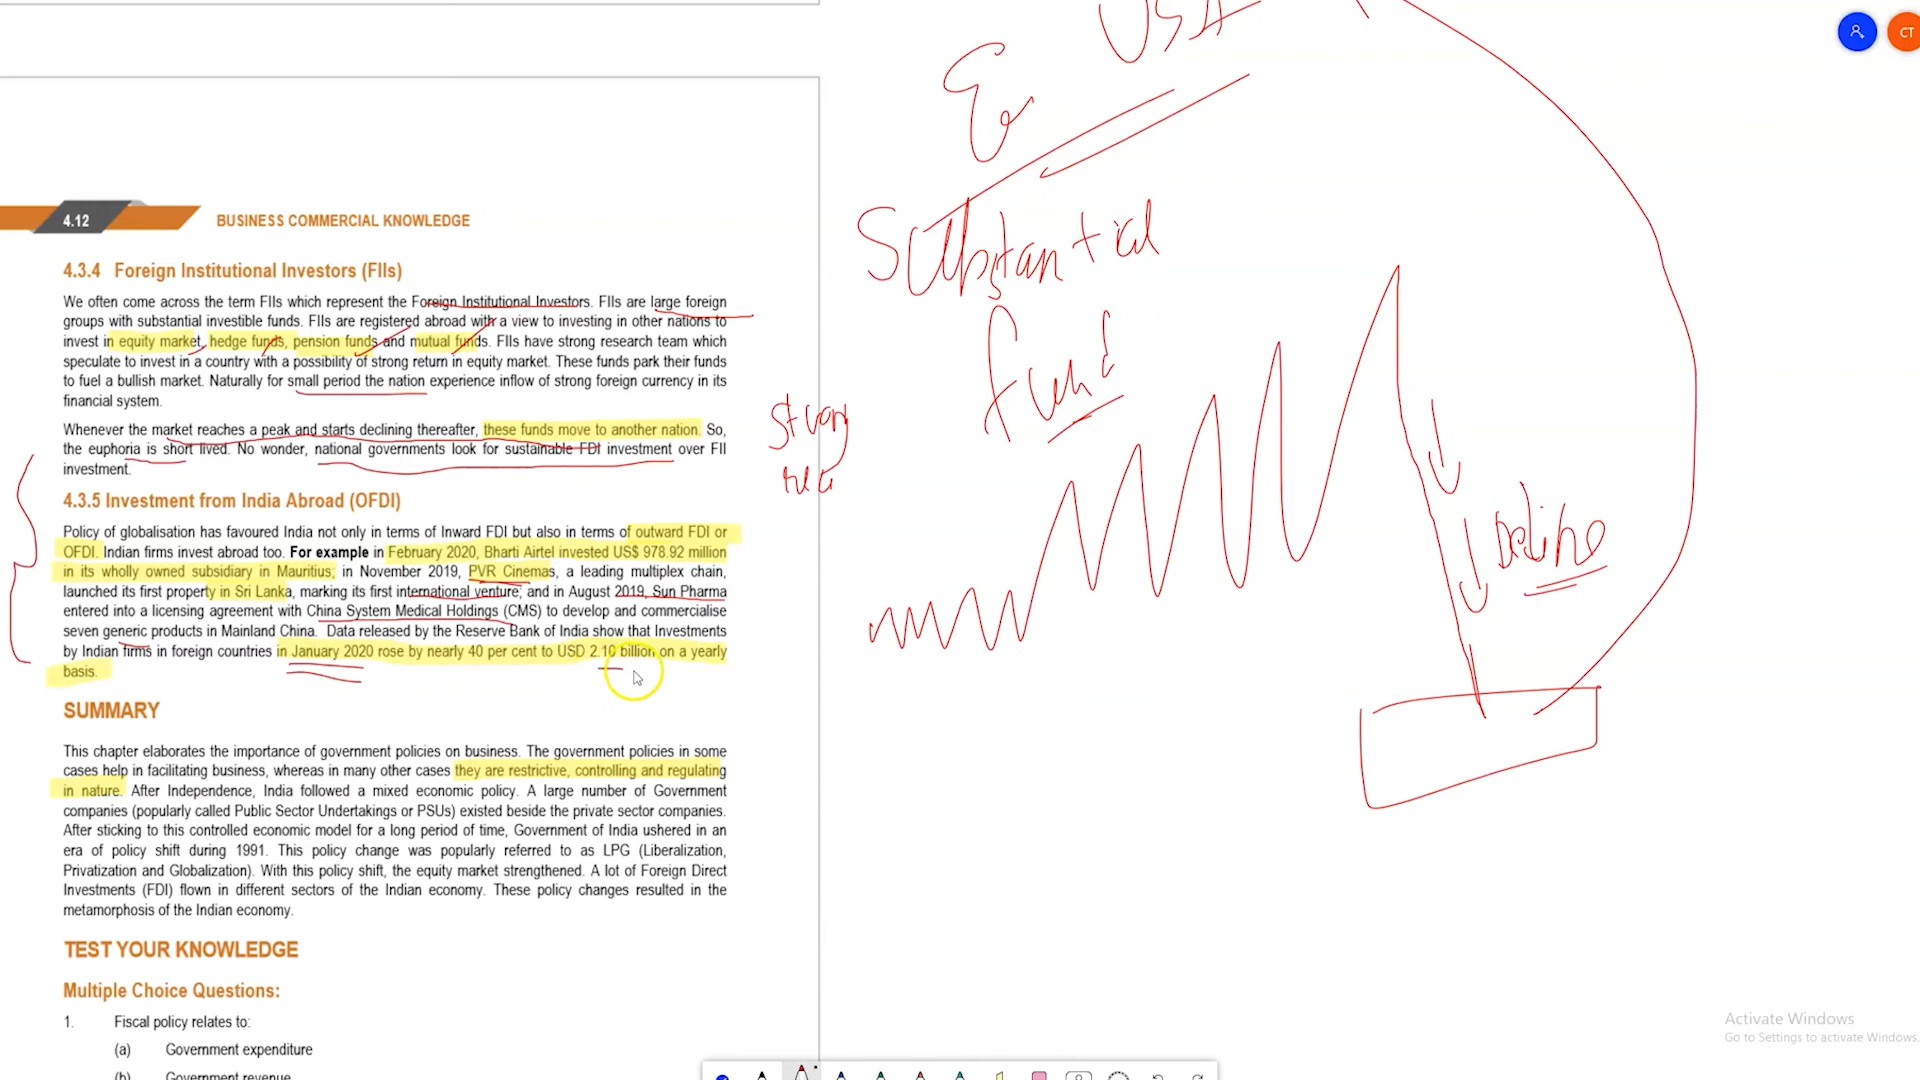 4.12
BUSINESS COMMERCIAL KNOWLEDGE
4.3.4 Foreign Institutional Investors (FIIs)
We often come across the term FIIs which represent the Foreign Institutional Investors. FIIs are large foreign
groups with substantial investible funds. FIIs are registered abroad with a view to investing in other nations to
invest in equity market, hedge funds, pension funds and mutual funds. FIIs have strong research team which
speculate to invest in a country with a possibility of strong return in equity market. These funds park their funds
to fuel a bullish market. Naturally for small period the nation experience inflow of strong foreign currency in its
financial system.
Whenever the market reaches a peak and starts declining thereafter, these funds move to another nation. So,
the euphoria is short lived. No wonder, national governments look for sustainable FDI investment over FII
investment.
4.3.5 Investment from India Abroad (OFDI)
Policy of globalisation has favoured India not only in terms of Inward FDI but also in terms of outward FDI or
OFDI. Indian firms invest abroad too. For example in February 2020, Bharti Airtel invested US$ 978.92 million
in its wholly owned subsidiary in Mauritius; in November 2019, PVR Cinemas, a leading multiplex chain,
launched its first property in Sri Lanka, marking its first international venture; and in August 2019, Sun Pharma
entered into a licensing agreement with China System Medical Holdings (CMS) to develop and commercialise
seven generic products in Mainland China. Data released by the Reserve Bank of India show that Investments
by Indian firms in foreign countries in January 2020 rose by nearly 40 per cent to USD 2.10 billion on a yearly
basis.
SUMMARY
This chapter elaborates the importance of government policies on business. The government policies in some
cases help in facilitating business, whereas in many other cases they are restrictive, controlling and regulating
in nature. After Independence, India followed a mixed economic policy. A large number of Government
companies (popularly called Public Sector Undertakings or PSUs) existed beside the private sector companies.
After sticking to this controlled economic model for a long period of time, Government of India ushered in an
era of policy shift during 1991. This policy change was popularly referred to as LPG (Liberalization,
Privatization and Globalization). With this policy shift, the equity market strengthened. A lot of Foreign Direct
Investments (FDI) flown in different sectors of the Indian economy. These policy changes resulted in the
metamorphosis of the Indian economy.
TEST YOUR KNOWLEDGE
Multiple Choice Questions:
1. Fiscal policy relates to:
(a) Government expenditure
(b) Government revenue
USA
Substantial
fund
CT
Activate Windows
Go to Settings to activate Windows.